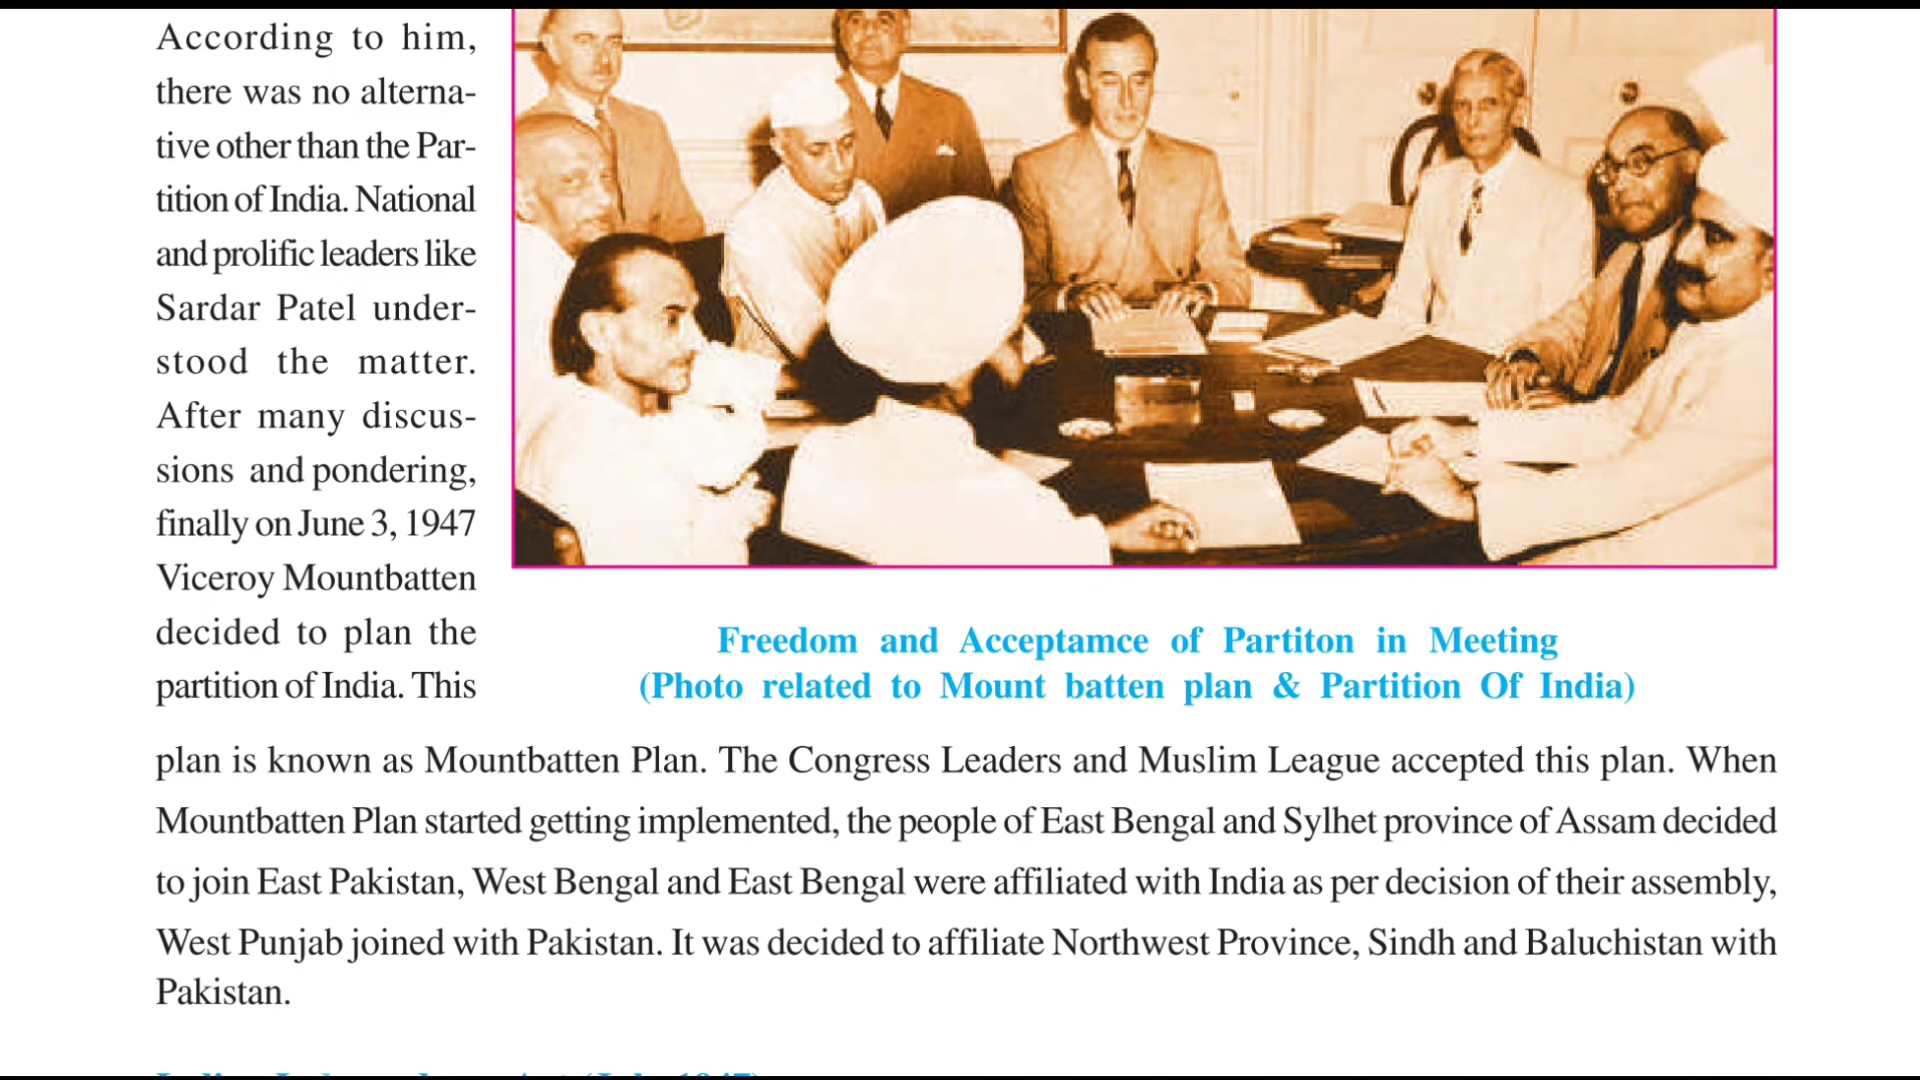 According to him,
there was no alterna-
tive other than the Par-
tition of India. National
and prolific leaders like
Sardar Patel under-
stood the matter.
After many discus-
sions and pondering,
finally on June 3, 1947
Viceroy Mountbatten
decided to plan the
partition of India. This
Freedom and Acceptamce of Partiton in Meeting
(Photo related to Mount batten plan & Partition Of India)
plan is known as Mountbatten Plan. The Congress Leaders and Muslim League accepted this plan. When
Mountbatten Plan started getting implemented, the people of East Bengal and Sylhet province of Assam decided
to join East Pakistan, West Bengal and East Bengal were affiliated with India as per decision of their assembly,
West Punjab joined with Pakistan. It was decided to affiliate Northwest Province, Sindh and Baluchistan with
Pakistan.